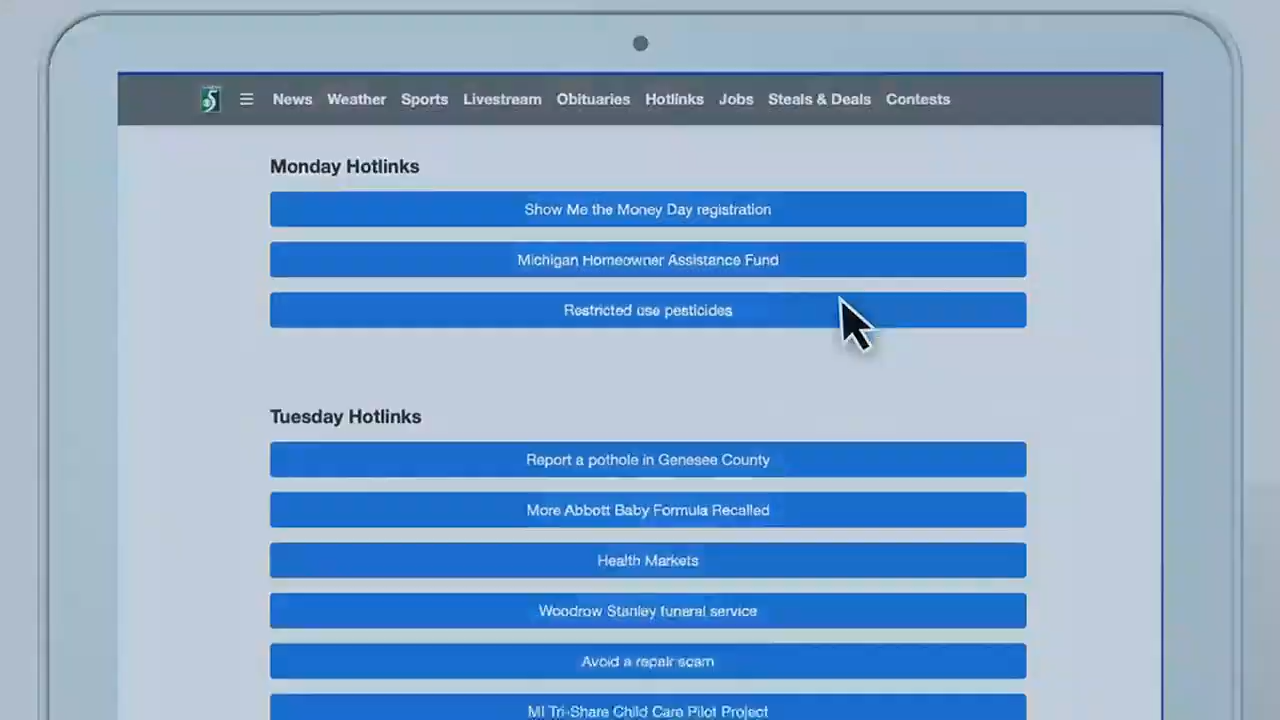 5
News Weather Sports Livestream Obituaries Hotlinks Jobs Steals & Deals Contests
Monday Hotlinks
Show Me the Money Day registration
Michigan Homeowner Assistance Fund
Restricted use pesticides
Tuesday Hotlinks
Report a pothole in Genesee County
More Abbott Baby Formula Recalled
Health Markets
Woodrow Stanley funeral service
Avoid a repair scam
MI Tri-Share Child Care Pilot Project